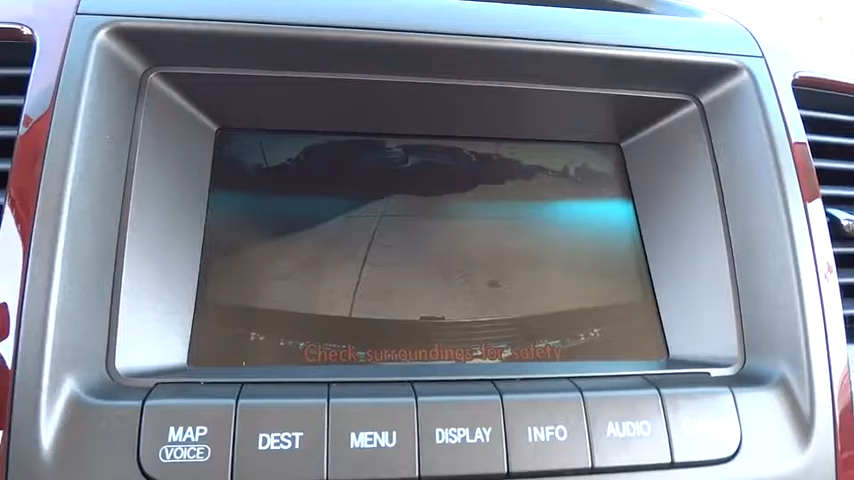 Check surroundings for safety
MAP
VOICE
DEST
MENU
DISPLAY
INFO
AUDIO